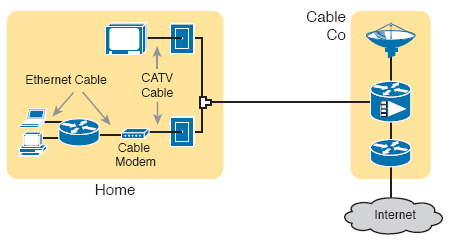 Cable
Co
Ethernet Cable
CATV
Cable
Cable
Modem
Home
Internet